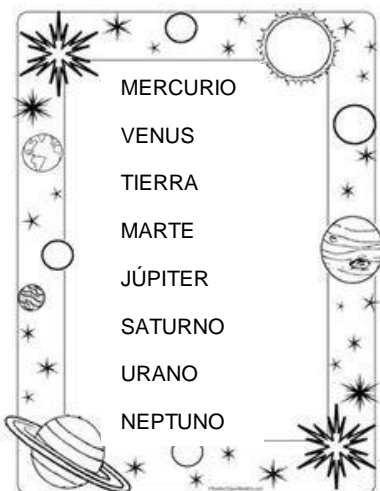 MERCURIO
VENUS
TIERRA
MARTE
JÚPITER
SATURNO
URANO
NEPTUNO